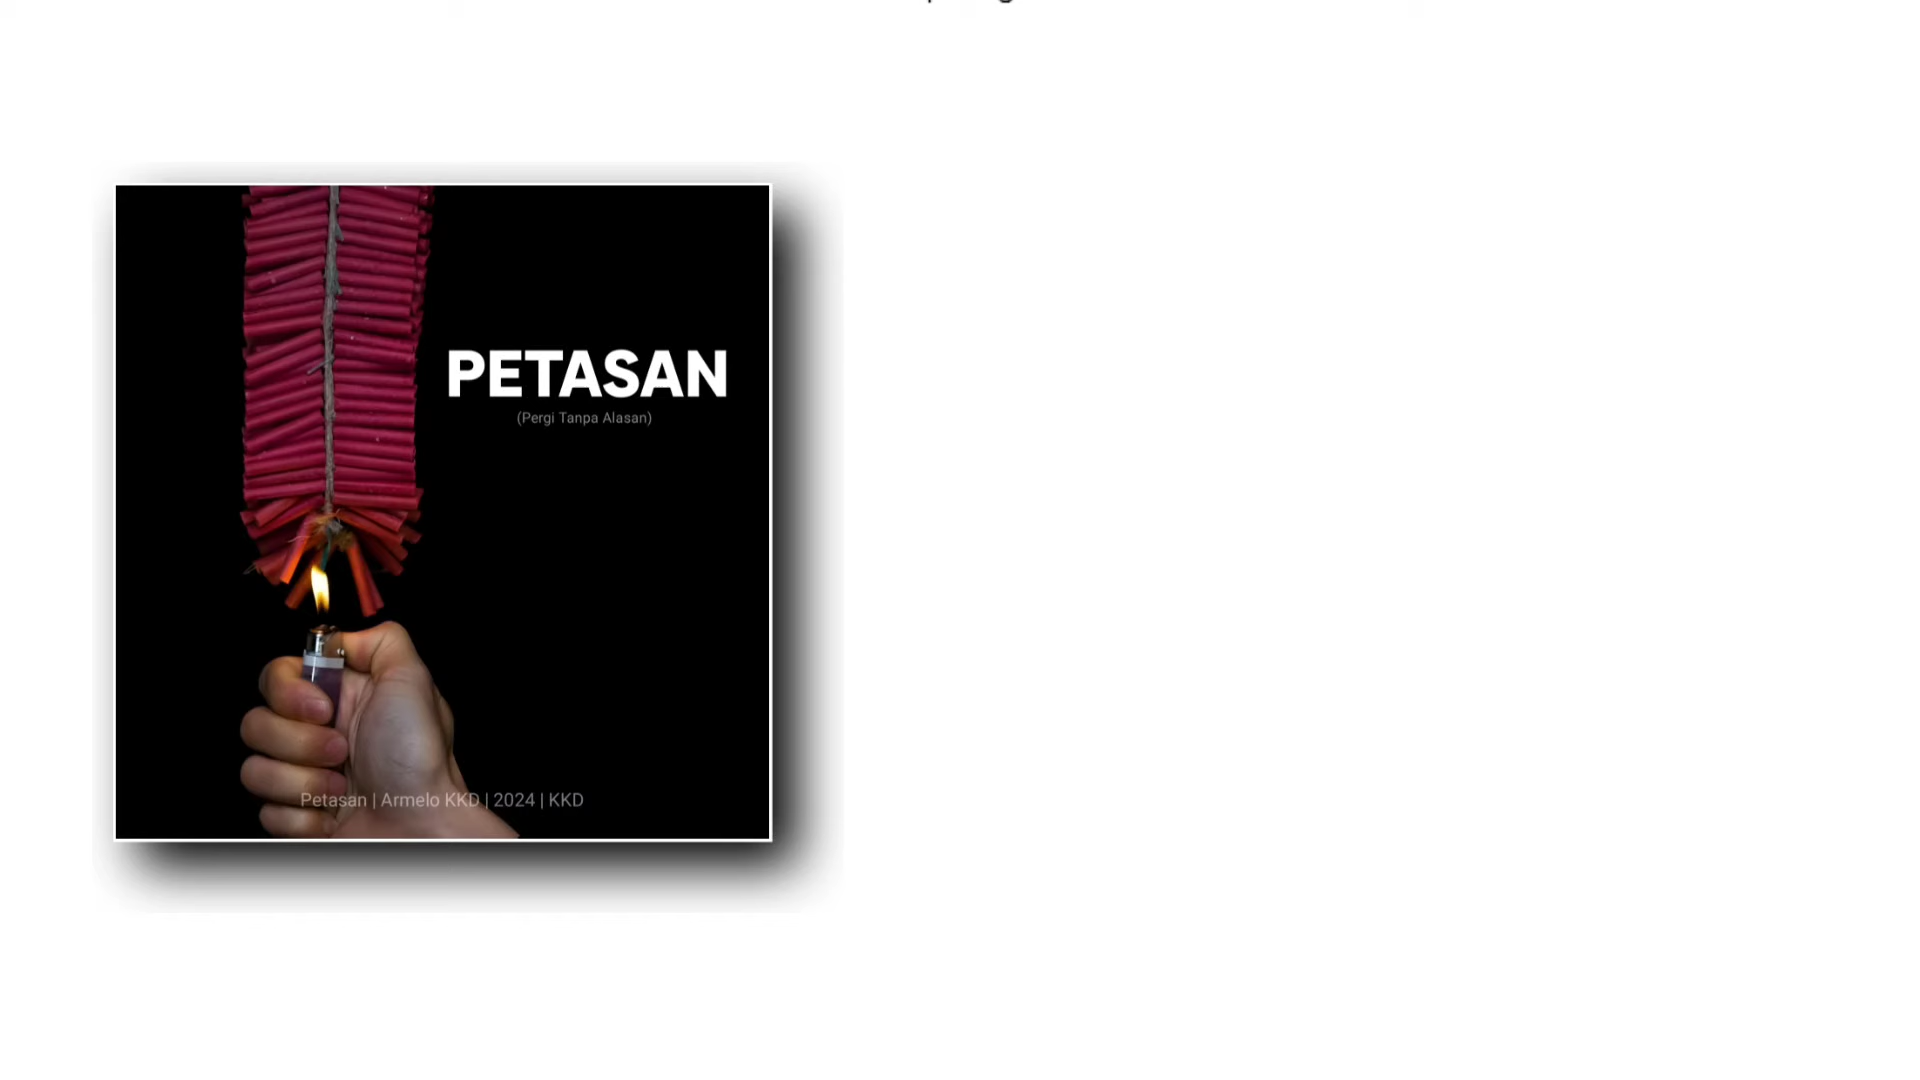 PETASAN
(Pergi Tanpa Alasan)
Petasan | Armelo KKD | 2024 | KKD